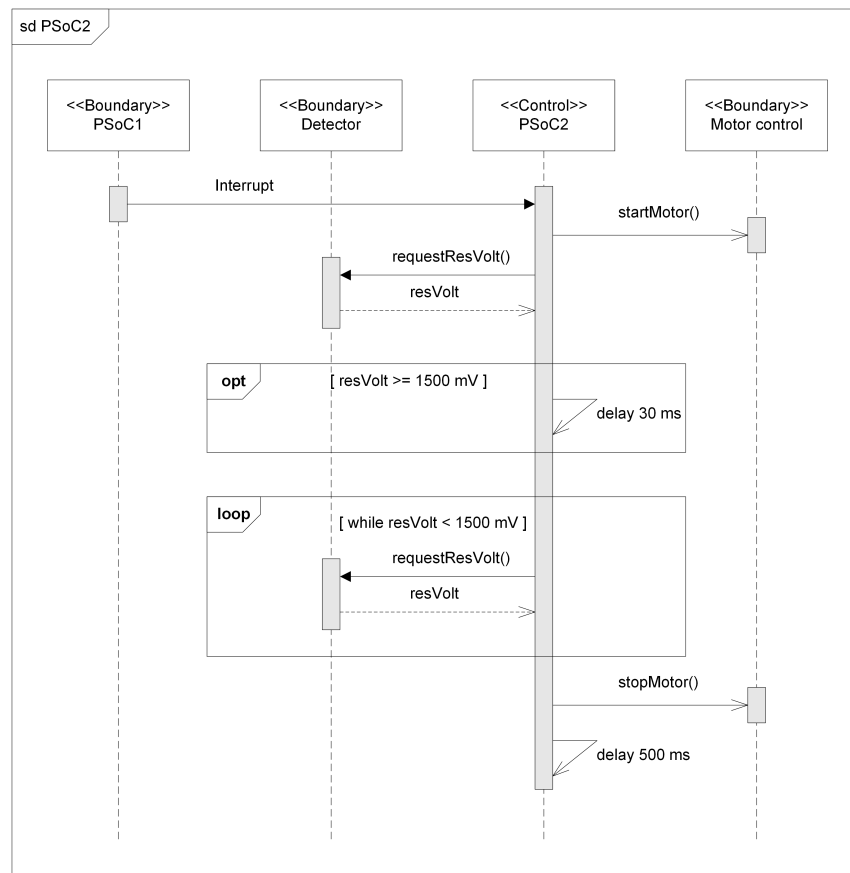 sd PSoC2
<<Boundary>>
PSoC1
<<Boundary>>
Detector
<<Control>>
PSoC2
<<Boundary>>
Motor control
Interrupt
startMotor()
requestResVolt()
resVolt
opt
[ resVolt >= 1500 mV ]
delay 30 ms
loop
[ while resVolt < 1500 mV ]
requestResVolt()
resVolt
stopMotor()
delay 500 ms